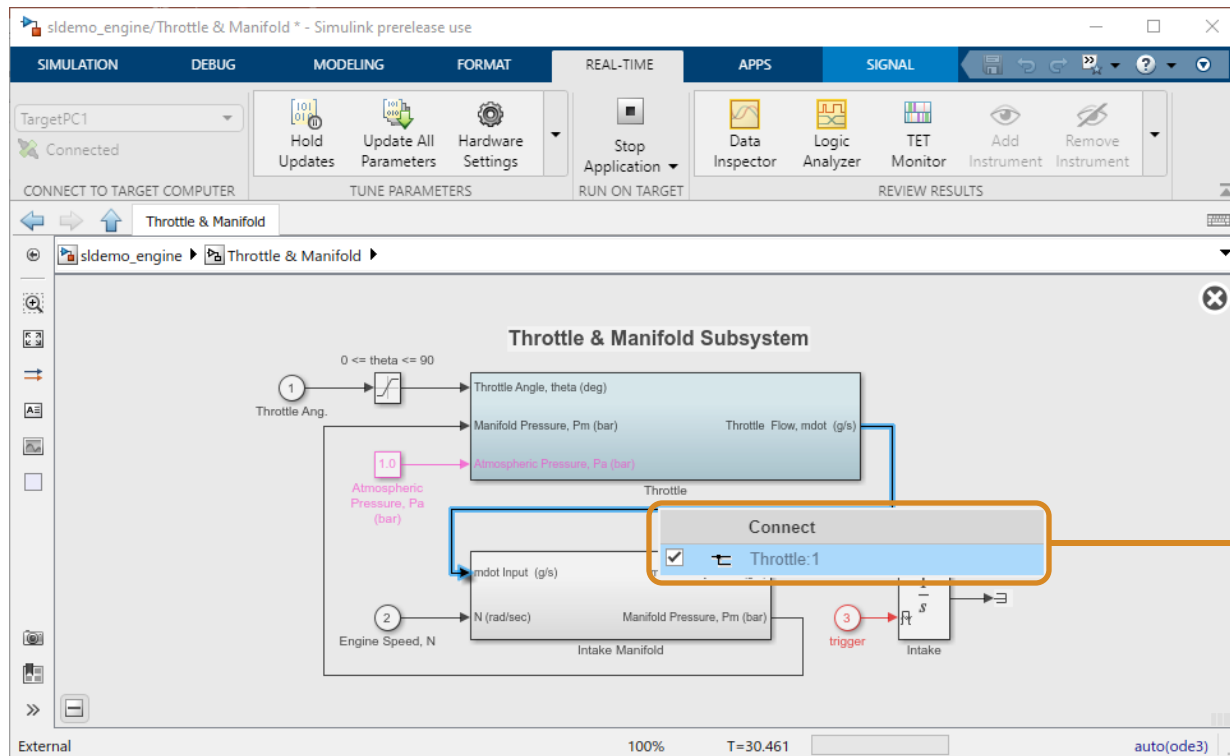 sldemo_engine/Throttle & Manifold * - Simulink prerelease use
SIMULATION DEBUG MODELING FORMAT REAL-TIME APPS SIGNAL
TargetPC1
Connected
Hold Updates
Update All Parameters
Hardware Settings
Stop Application
Data Inspector
Logic Analyzer
TET Monitor
Add Instrument
Remove Instrument
CONNECT TO TARGET COMPUTER TUNE PARAMETERS RUN ON TARGET REVIEW RESULTS
Throttle & Manifold
sldemo_engine Throttle & Manifold
Throttle & Manifold Subsystem
0 <= theta <= 90
1
Throttle Ang.
Throttle Angle, theta (deg)
Manifold Pressure, Pm (bar)
Throttle Flow, mdot (g/s)
1.0
Atmospheric Pressure, Pa (bar)
Atmospheric
Pressure, Pa
(bar)
Throttle
Connect
Throttle:1
mdot Input (g/s)
2
N (rad/sec)
Manifold Pressure, Pm (bar)
Engine Speed, N
Intake Manifold
3
trigger
s
Intake
External 100% T=30.461 auto(ode3)